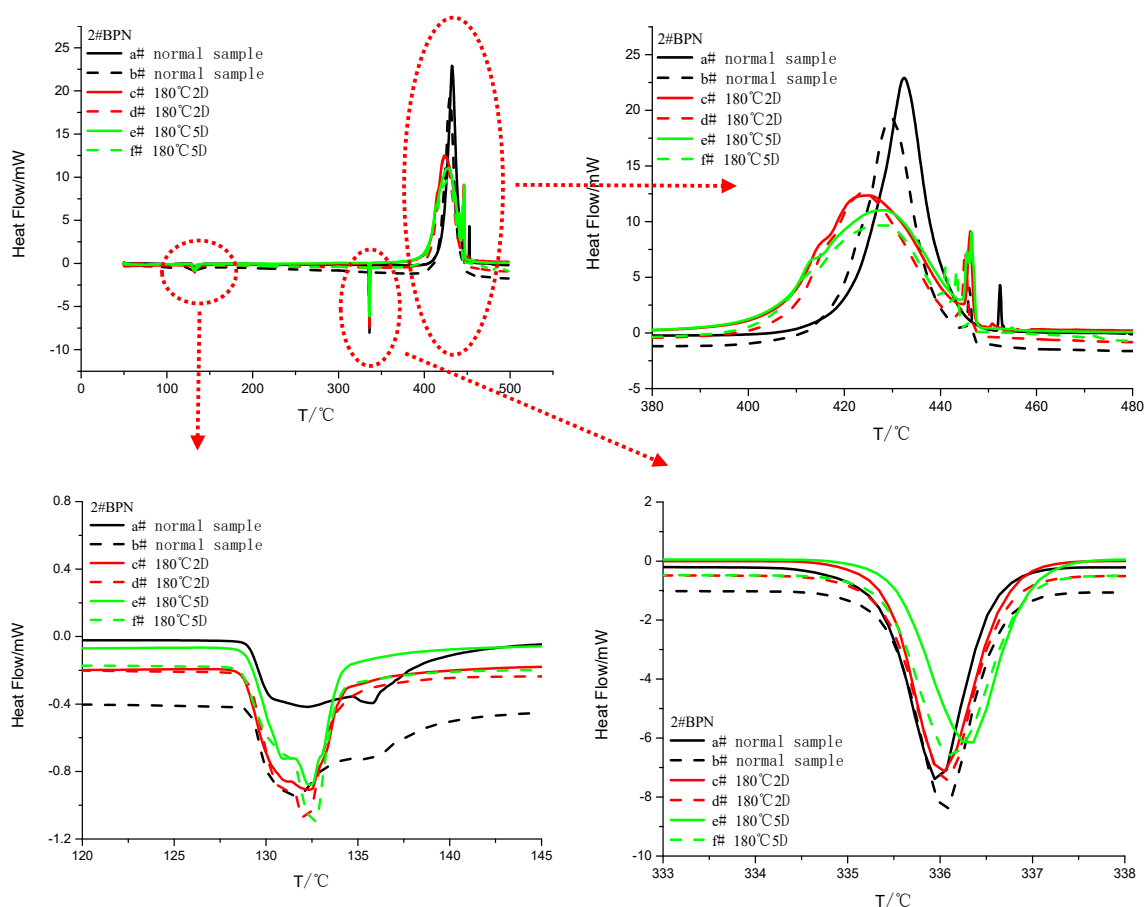 2#BPN
a# normal sample
b# normal sample
c# 180℃2D
d# 180℃2D
e# 180℃5D
f# 180℃5D
25
20
15
10
5
0
-5
-10
Heat Flow/mW
0 100 200 300 400 500
T/℃
2#BPN
a# normal sample
b# normal sample
c# 180℃2D
d# 180℃2D
e# 180℃5D
f# 180℃5D
25
20
15
10
5
0
-5
Heat Flow/mW
380 400 420 440 460 480
T/℃
0.8
2#BPN
a# normal sample
b# normal sample
c# 180℃2D
d# 180℃2D
e# 180℃5D
f# 180℃5D
0.4
0.0
-0.4
-0.8
-1.2
Heat Flow/mW
120 125 130 135 140 145
T/℃
2
0
-2
-4
-6
-8
-10
Heat Flow/mW
2#BPN
a# normal sample
b# normal sample
c# 180℃2D
d# 180℃2D
e# 180℃5D
f# 180℃5D
333 334 335 336 337 338
T/℃